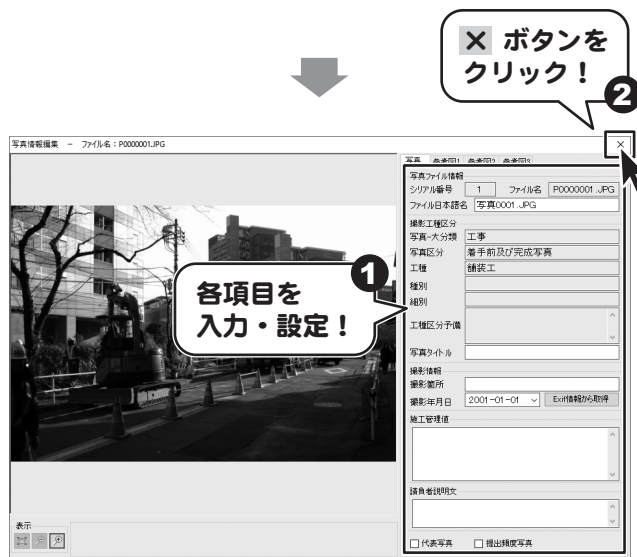 × ボタンを
クリック！
2
写真情報編集 － ファイル名：P0000001.JPG
×
写真 参考図1 参考図2 参考図3
写真ファイル情報
シリアル番号 1 ファイル名 P0000001.JPG
ファイル日本語名 写真0001.JPG
撮影工種区分
写真-大分類 工事
写真区分 着手前及び完成写真
1
工種 舗装工
各項目を
入力・設定！
種別
細別
工種区分予備
写真タイトル
撮影情報
撮影箇所
撮影年月日 2001-01-01 Exif情報から取得
施工管理値
請負者説明文
表示
代表写真 提出頻度写真